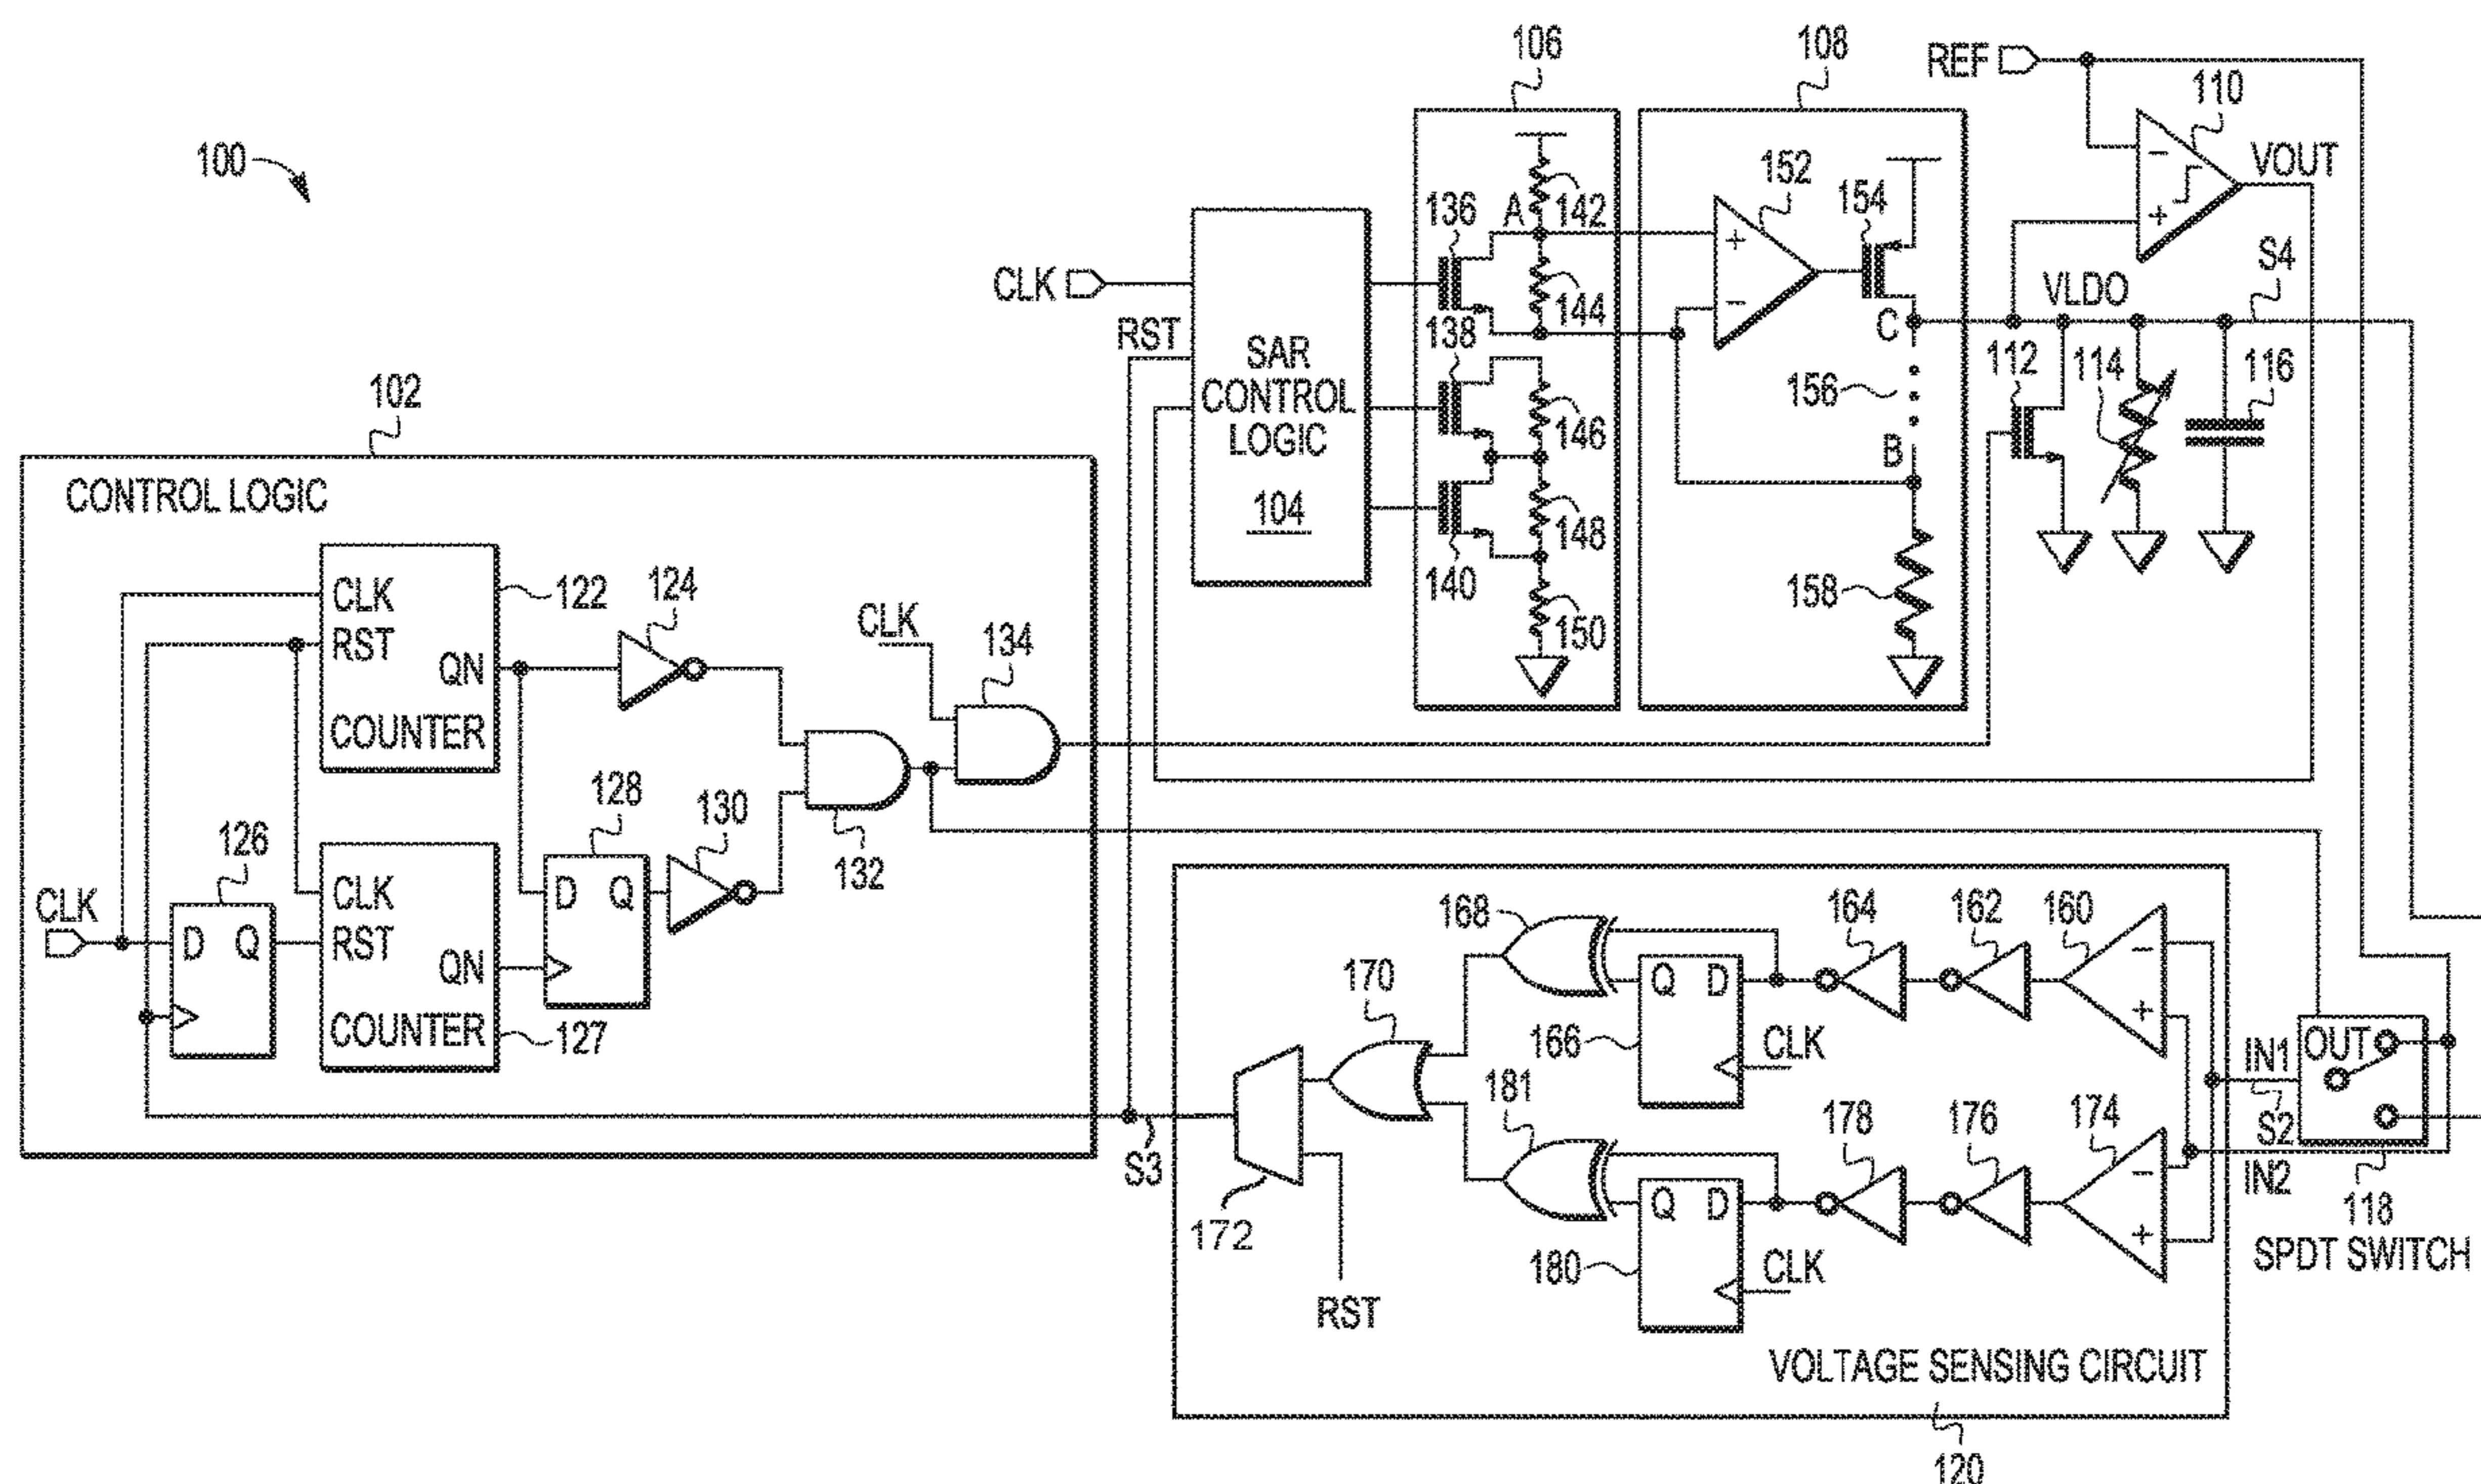 100
106
108
REF
110
VOUT
152
154
136
A
142
S4
CLK
144
VLDO
RST
138
C
SAR
CONTROL
LOGIC
104
112
114
116
156
102
146
B
CONTROL LOGIC
148
140
158
150
CLK
RST
QN
COUNTER
122
124
CLK
134
128
130
126
132
CLK
D Q
CLK
RST
QN
COUNTER
127
D Q
168
164
162
160
−
+
170
Q D
166
CLK
IN1
OUT
181
178
176
174
S2
S3
172
Q D
−
+
IN2
118
180
CLK
SPDT SWITCH
RST
VOLTAGE SENSING CIRCUIT
120
+
−
−
+